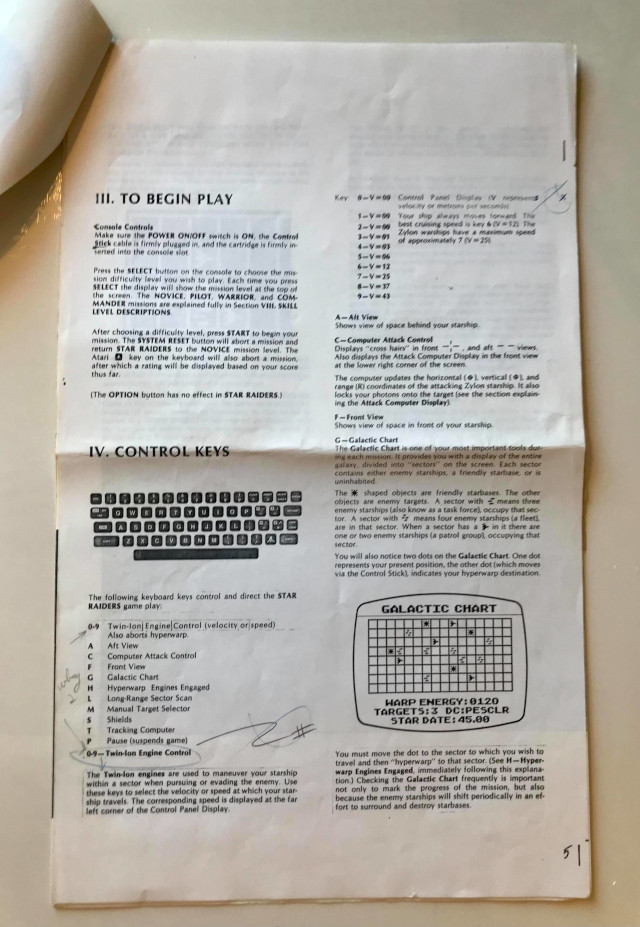 III. TO BEGIN PLAY
Console Controls
Make sure the POWER ON/OFF switch is ON, the Control
Stick cable is firmly plugged in, and the cartridge is firmly in-
serted into the console slot.
Press the SELECT button on the console to choose the mis-
sion difficulty level you wish to play. Each time you press
SELECT the display will show the mission level at the top of
the screen. The NOVICE, PILOT, WARRIOR, and COM-
MANDER missions are explained fully in Section VIII. SKILL
LEVEL DESCRIPTIONS.
After choosing a difficulty level, press START to begin your
mission. The SYSTEM RESET button will abort a mission and
return STAR RAIDERS to the NOVICE mission level. The
Atari key on the keyboard will also abort a mission,
after which a rating will be displayed based on your score
thus far.
(The OPTION button has no effect in STAR RAIDERS.)
IV. CONTROL KEYS
Q W E R T Y U I O P
A S D F G H J K L
Z X C V B N M
The following keyboard keys control and direct the STAR
RAIDERS game play:
0-9 Twin-Ion Engine Control (velocity or speed)
Also aborts hyperwarp.
A Aft View
C Computer Attack Control
F Front View
G Galactic Chart
H Hyperwarp Engines Engaged
L Long-Range Sector Scan
M Manual Target Selector
S Shields
T Tracking Computer
P Pause (suspends game)
#
0-9—Twin-Ion Engine Control
The Twin-Ion engines are used to maneuver your starship
within a sector when pursuing or evading the enemy. Use
these keys to select the velocity or speed at which your star-
ship travels. The corresponding speed is displayed at the far
left corner of the Control Panel Display.
Key 0—V=00 Control Panel Display (V represents
velocity or metrons per seconds)
1—V=00 Your ship always moves forward. The
2—V=00 best cruising speed is key 6 (V=12). The
3—V=01 Zylon warships have a maximum speed
4—V=03 of approximately 7 (V=25).
5—V=06
6—V=12
7—V=25
8—V=37
9—V=43
A—Aft View
Shows view of space behind your starship.
C—Computer Attack Control
Displays "cross hairs" in front, and aft views.
Also displays the Attack Computer Display in the front view
at the lower right corner of the screen.
The computer updates the horizontal (Φ), vertical (Φ), and
range (R) coordinates of the attacking Zylon starship. It also
locks your photons onto the target (see the section explain-
ing the Attack Computer Display).
F—Front View
Shows view of space in front of your starship.
G—Galactic Chart
The Galactic Chart is one of your most important tools dur-
ing each mission. It provides you with a display of the entire
galaxy, divided into "sectors" on the screen. Each sector
contains either enemy starships, a friendly starbase, or is
uninhabited.
The shaped objects are friendly starbases. The other
objects are enemy targets. A sector with means three
enemy starships (also know as a task force), occupy that sec-
tor. A sector with means four enemy starships (a fleet),
are in that sector. When a sector has a in it there are
one or two enemy starships (a patrol group), occupying that
sector.
You will also notice two dots on the Galactic Chart. One dot
represents your present position, the other dot (which moves
via the Control Stick), indicates your hyperwarp destination.
GALACTIC CHART
WARP ENERGY:0120
TARGETS:3 DC:PESCLR
STAR DATE:45.00
You must move the dot to the sector to which you wish to
travel and then "hyperwarp" to that sector. (See H—Hyper-
warp Engines Engaged, immediately following this explana-
tion.) Checking the Galactic Chart frequently is important
not only to mark the progress of the mission, but also
because the enemy starships will shift periodically in an ef-
fort to surround and destroy starbases.
51